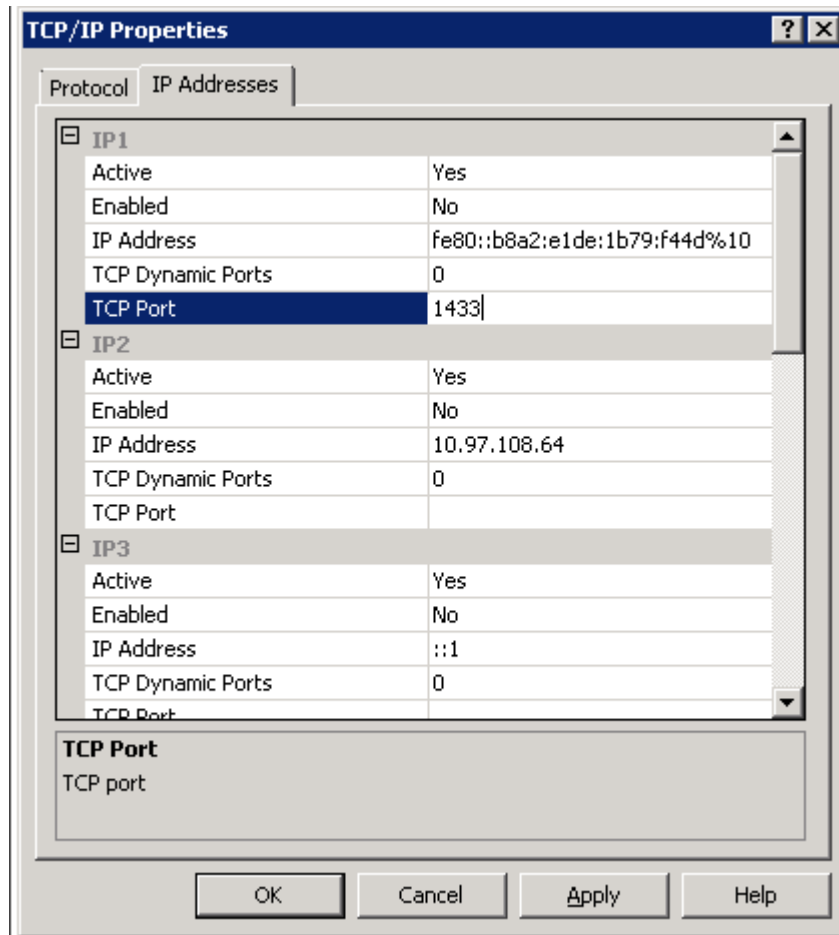 TCP/IP Properties
Protocol IP Addresses
IP1
Active Yes
Enabled No
IP Address fe80::b8a2:e1de:1b79:f44d%10
TCP Dynamic Ports 0
TCP Port 1433
IP2
Active Yes
Enabled No
IP Address 10.97.108.64
TCP Dynamic Ports 0
TCP Port
IP3
Active Yes
Enabled No
IP Address ::1
TCP Dynamic Ports 0
TCP Port
TCP Port
TCP port
OK Cancel Apply Help